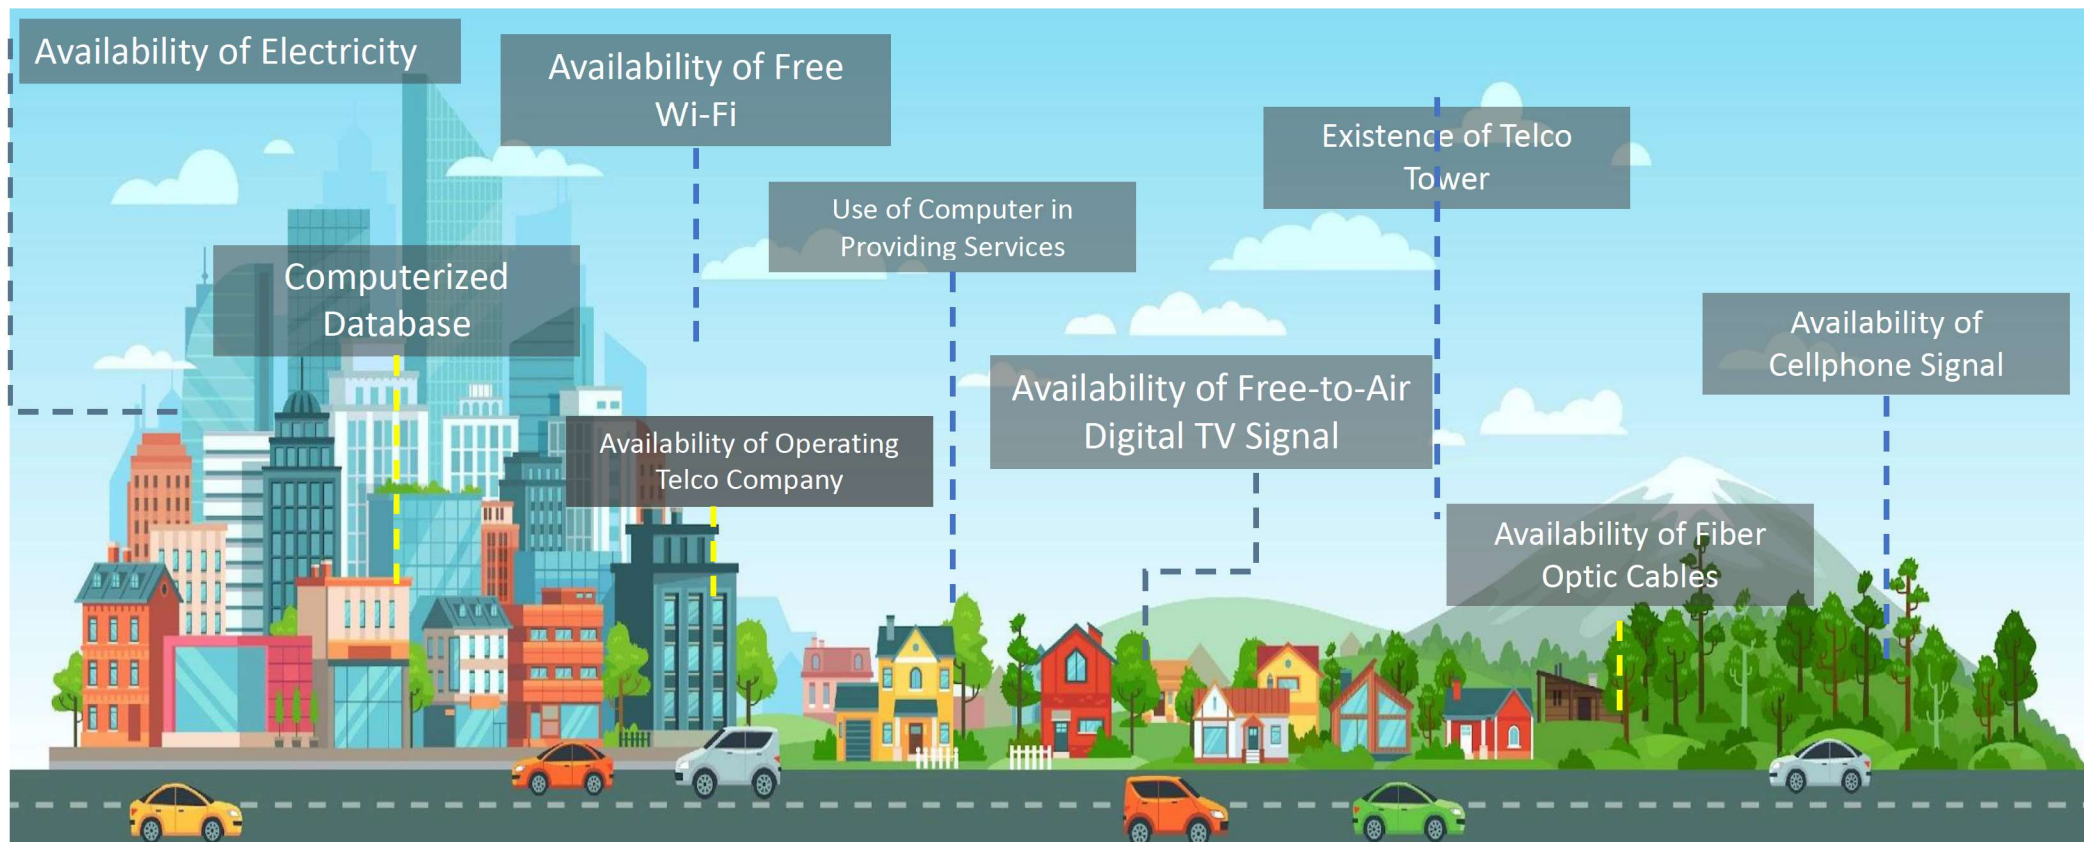 Availability of Electricity
Availability of Free
Wi-Fi
Existence of Telco
Tower
Use of Computer in
Providing Services
Computerized
Database
Availability of
Cellphone Signal
Availability of Free-to-Air
Digital TV Signal
Availability of Operating
Telco Company
Availability of Fiber
Optic Cables